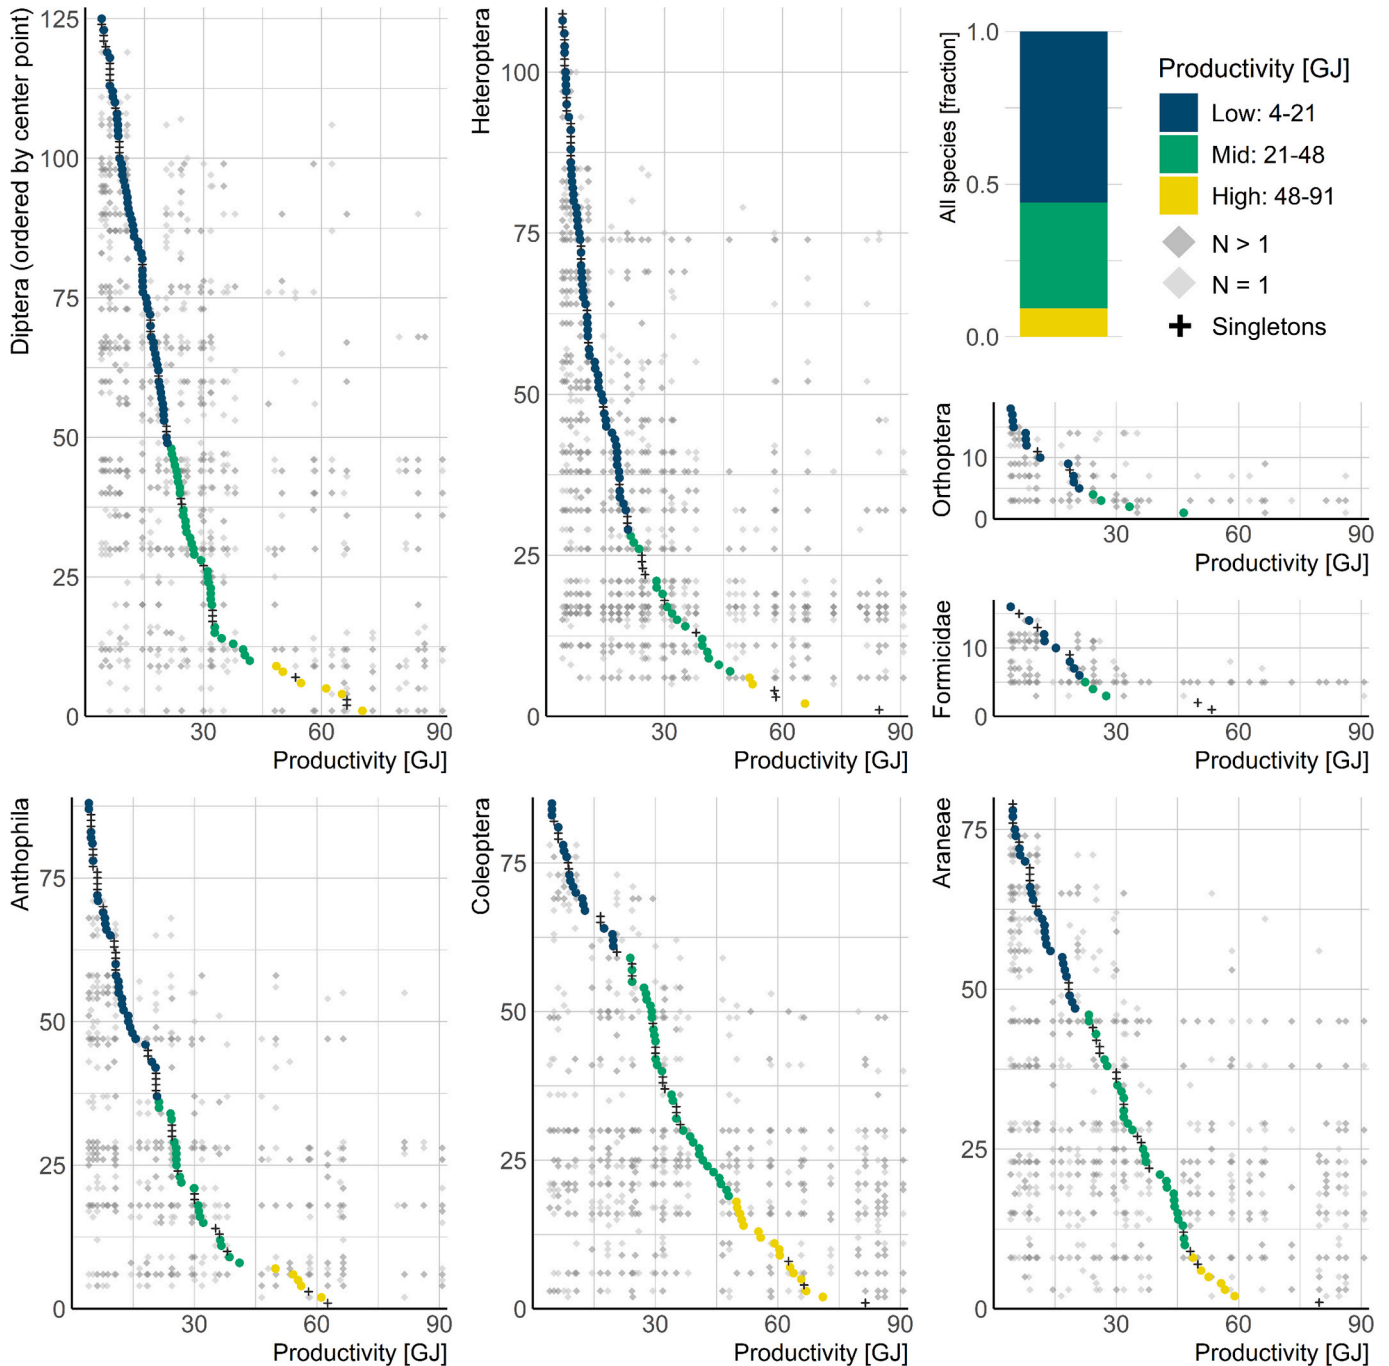 Diptera (ordered by center point)
125
100
75
50
25
0
30
60
90
Productivity [GJ]
Heteroptera
100
75
50
25
0
30
60
90
Productivity [GJ]
All species [fraction]
1.0
0.5
0.0
Productivity [GJ]
Low: 4-21
Mid: 21-48
High: 48-91
N > 1
N = 1
Singletons
Orthoptera
10
0
30
60
90
Productivity [GJ]
Formicidae
10
0
30
60
90
Productivity [GJ]
Anthophila
75
50
25
0
30
60
90
Productivity [GJ]
Coleoptera
75
50
25
0
30
60
90
Productivity [GJ]
Araneae
75
50
25
0
30
60
90
Productivity [GJ]